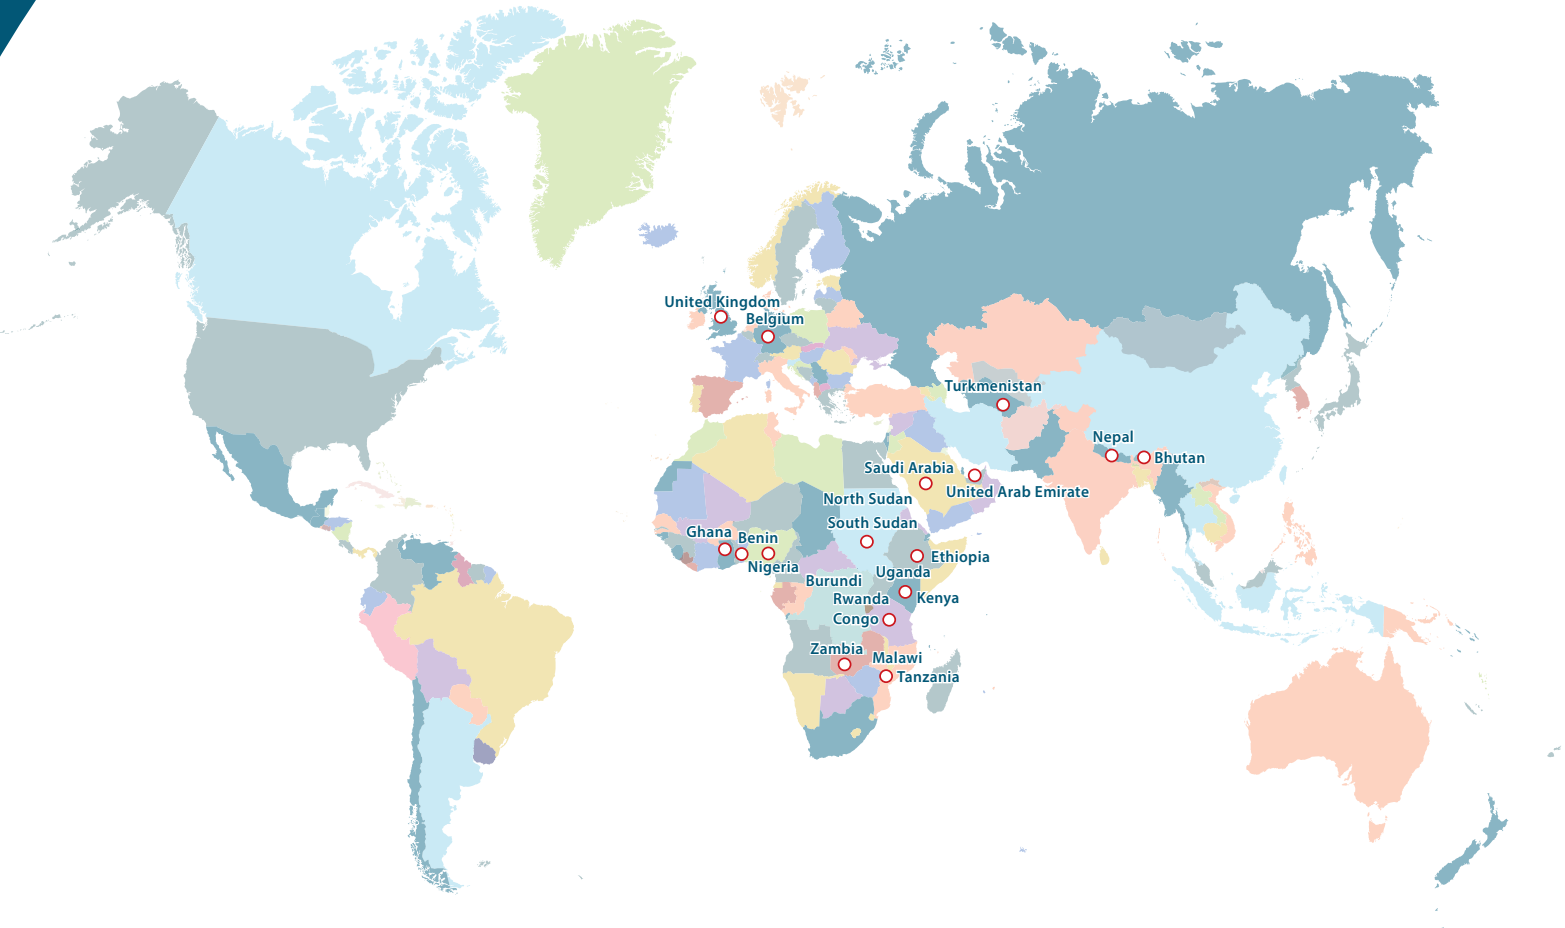 United Kingdom
Belgium
Turkmenistan
Nepal
Bhutan
Saudi Arabia
United Arab Emirate
North Sudan
South Sudan
Ghana
Benin
Nigeria
Ethiopia
Uganda
Burundi
Rwanda
Kenya
Congo
Zambia
Malawi
Tanzania